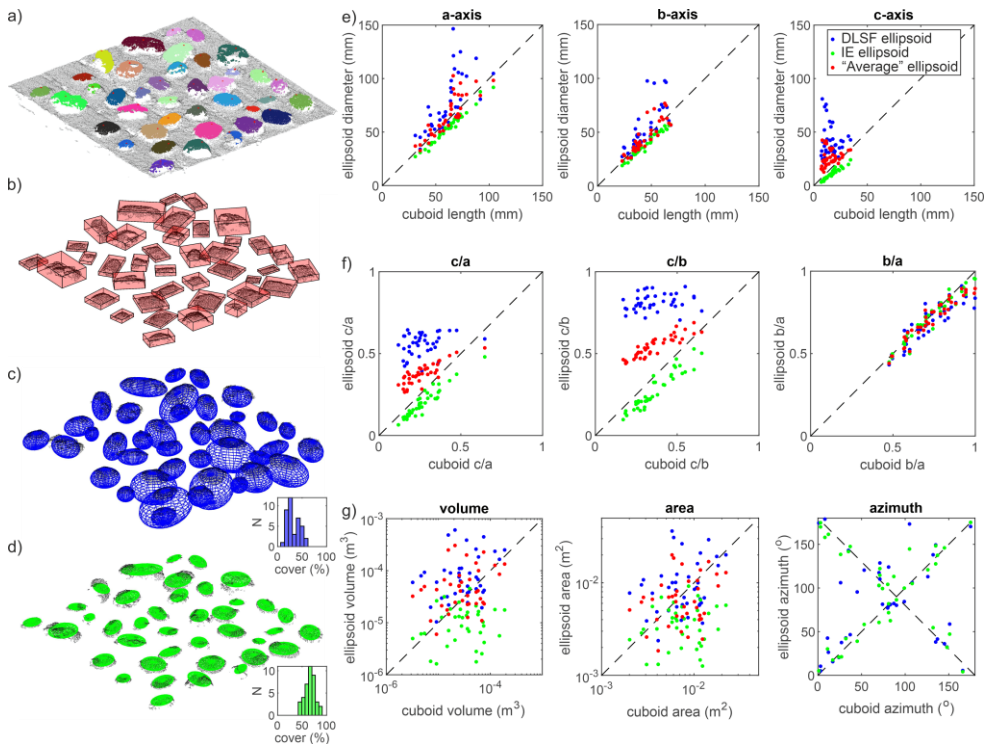 a)
b)
c)
N
10
5
0
0 50 100
cover (%)
d)
N
10
5
0
0 50 100
cover (%)
e)
a-axis
ellipsoid diameter (mm)
150
100
50
0
0 50 100 150
cuboid length (mm)
b-axis
ellipsoid diameter (mm)
150
100
50
0
0 50 100 150
cuboid length (mm)
c-axis
DLSF ellipsoid
IE ellipsoid
“Average” ellipsoid
ellipsoid diameter (mm)
150
100
50
0
0 50 100 150
cuboid length (mm)
f)
c/a
ellipsoid c/a
1
0.5
0
0 0.5 1
cuboid c/a
c/b
ellipsoid c/b
1
0.5
0
0 0.5 1
cuboid c/b
b/a
ellipsoid b/a
1
0.5
0
0 0.5 1
cuboid b/a
g)
volume
ellipsoid volume (m³)
10⁻³
10⁻⁴
10⁻⁵
10⁻⁶
10⁻⁶ 10⁻⁴
cuboid volume (m³)
area
ellipsoid area (m²)
10⁻²
10⁻³
10⁻³ 10⁻²
cuboid area (m²)
azimuth
ellipsoid azimuth (°)
150
100
50
0
0 50 100 150
cuboid azimuth (°)